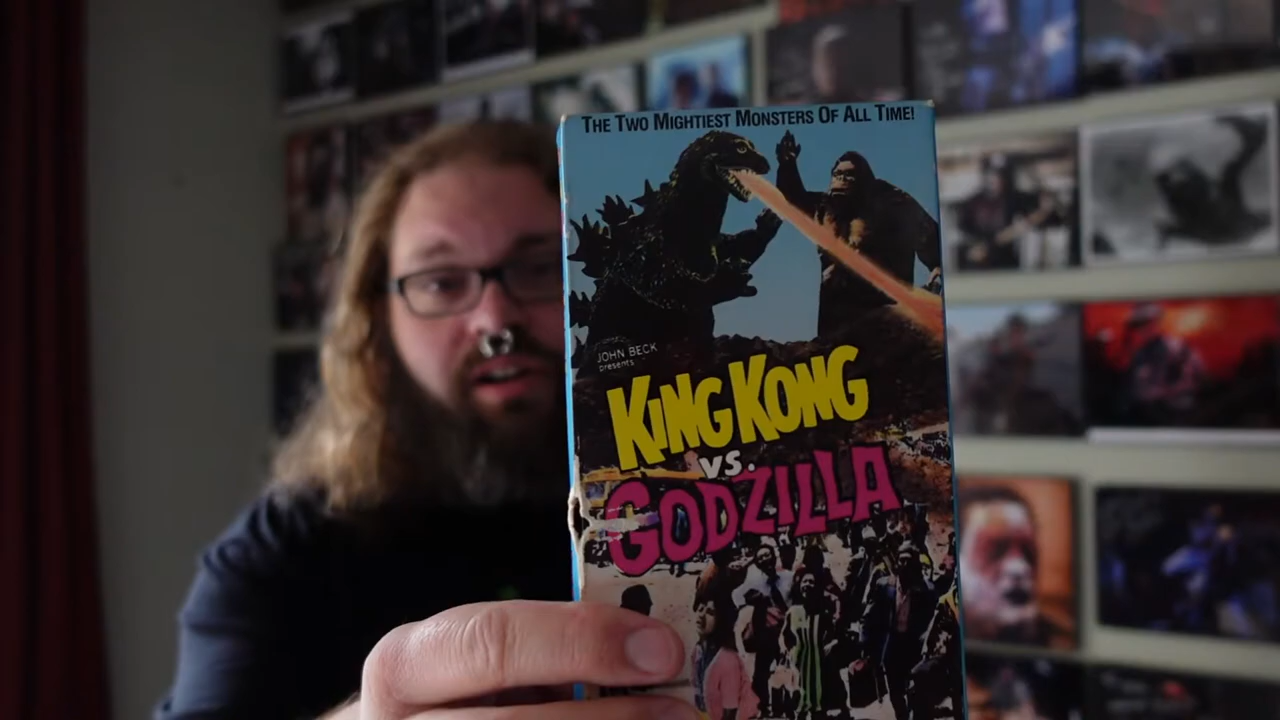 THE TWO MIGHTIEST MONSTERS OF ALL TIME!
JOHN BECK
presents
KING KONG
VS.
GODZILLA